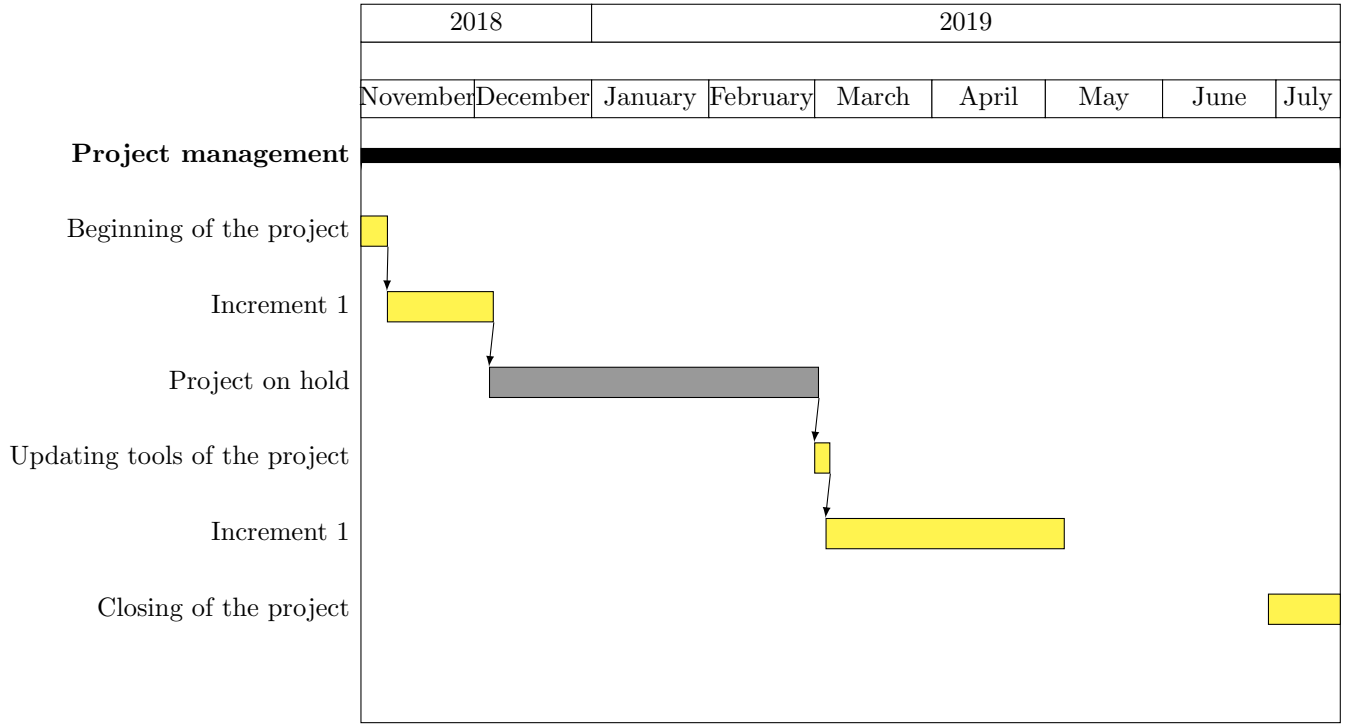 2018
2019
November
December
January
February
March
April
May
June
July
Project management
Beginning of the project
Increment 1
Project on hold
Updating tools of the project
Increment 1
Closing of the project